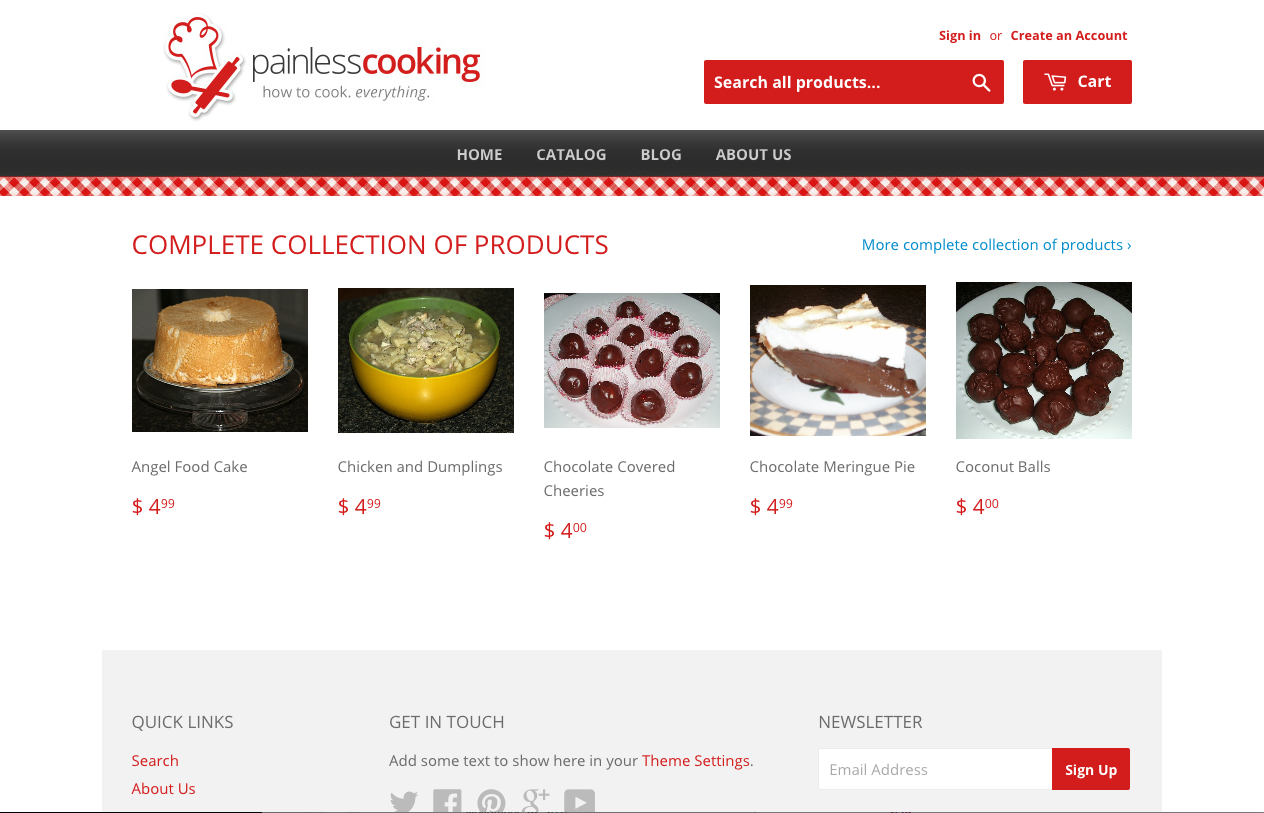 Sign in or Create an Account
painlesscooking
how to cook. everything.
Search all products...
Cart
HOME CATALOG BLOG ABOUT US
COMPLETE COLLECTION OF PRODUCTS
More complete collection of products ›
Angel Food Cake
$ 4.99
Chicken and Dumplings
$ 4.99
Chocolate Covered
Cheeries
$ 4.00
Chocolate Meringue Pie
$ 4.99
Coconut Balls
$ 4.00
QUICK LINKS
Search
About Us
GET IN TOUCH
Add some text to show here in your Theme Settings.
NEWSLETTER
Email Address
Sign Up